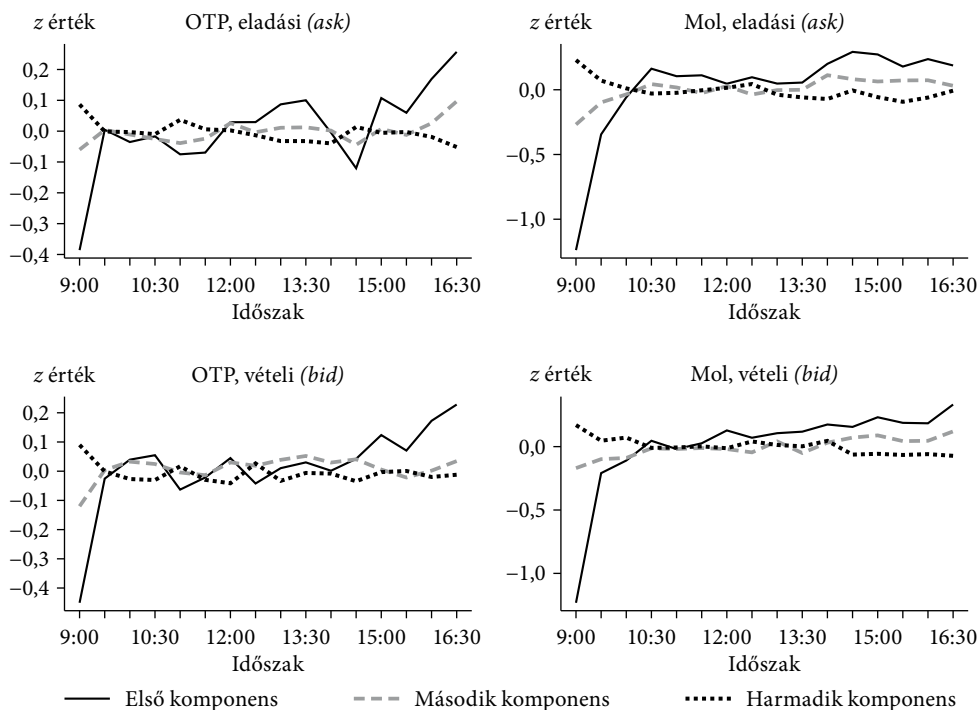 z érték OTP, eladási (ask)
0,2
0,1
0,0
−0,1
−0,2
−0,3
−0,4
9:00 10:30 12:00 13:30 15:00 16:30
Időszak
z érték Mol, eladási (ask)
0,0
−0,5
−1,0
9:00 10:30 12:00 13:30 15:00 16:30
Időszak
z érték OTP, vételi (bid)
0,2
0,1
0,0
−0,1
−0,2
−0,3
−0,4
9:00 10:30 12:00 13:30 15:00 16:30
Időszak
z érték Mol, vételi (bid)
0,0
−0,5
−1,0
9:00 10:30 12:00 13:30 15:00 16:30
Időszak
Első komponens Második komponens Harmadik komponens